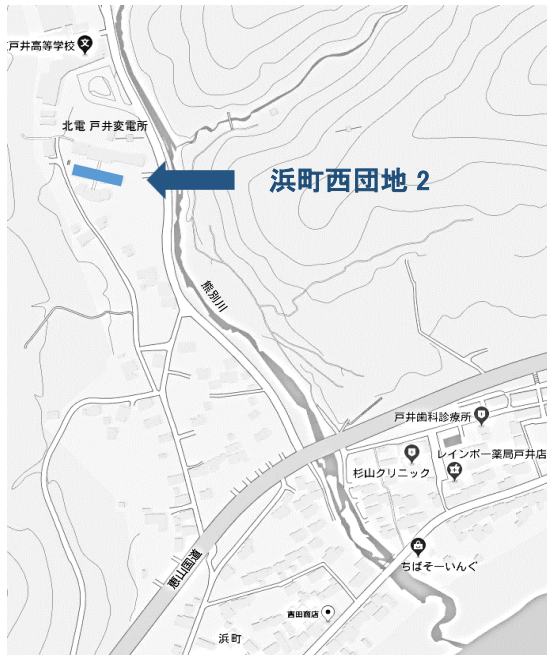 戸井高等学校
北電 戸井変電所
浜町西団地 2
熊別川
戸井歯科診療所
レインボー薬局戸井店
杉山クリニック
ちばそーいんぐ
恵山国道
吉田商店
浜町